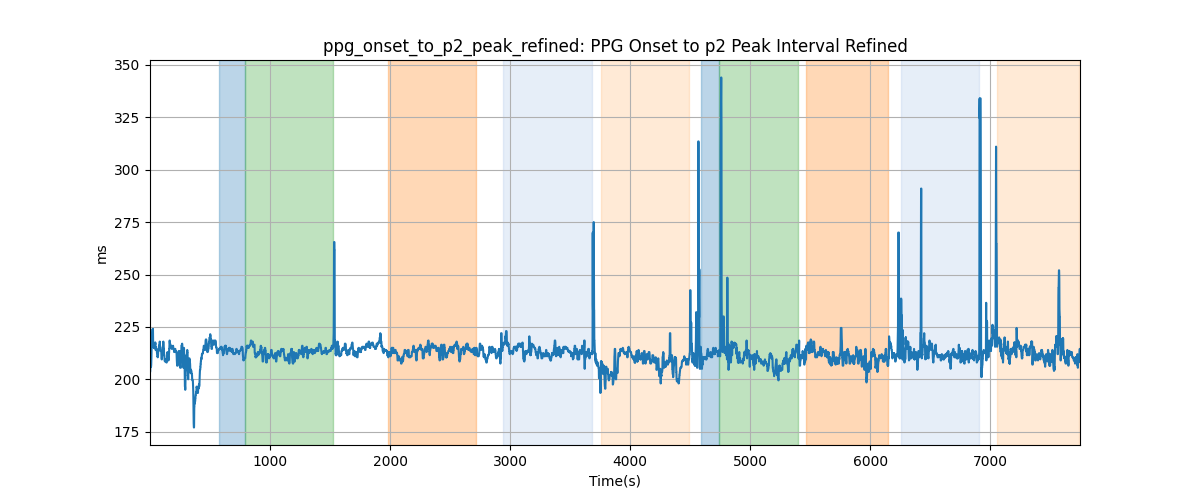 ppg_onset_to_p2_peak_refined: PPG Onset to p2 Peak Interval Refined
350
325
300
275
250
225
200
175
ms
1000 2000 3000 4000 5000 6000 7000
Time(s)